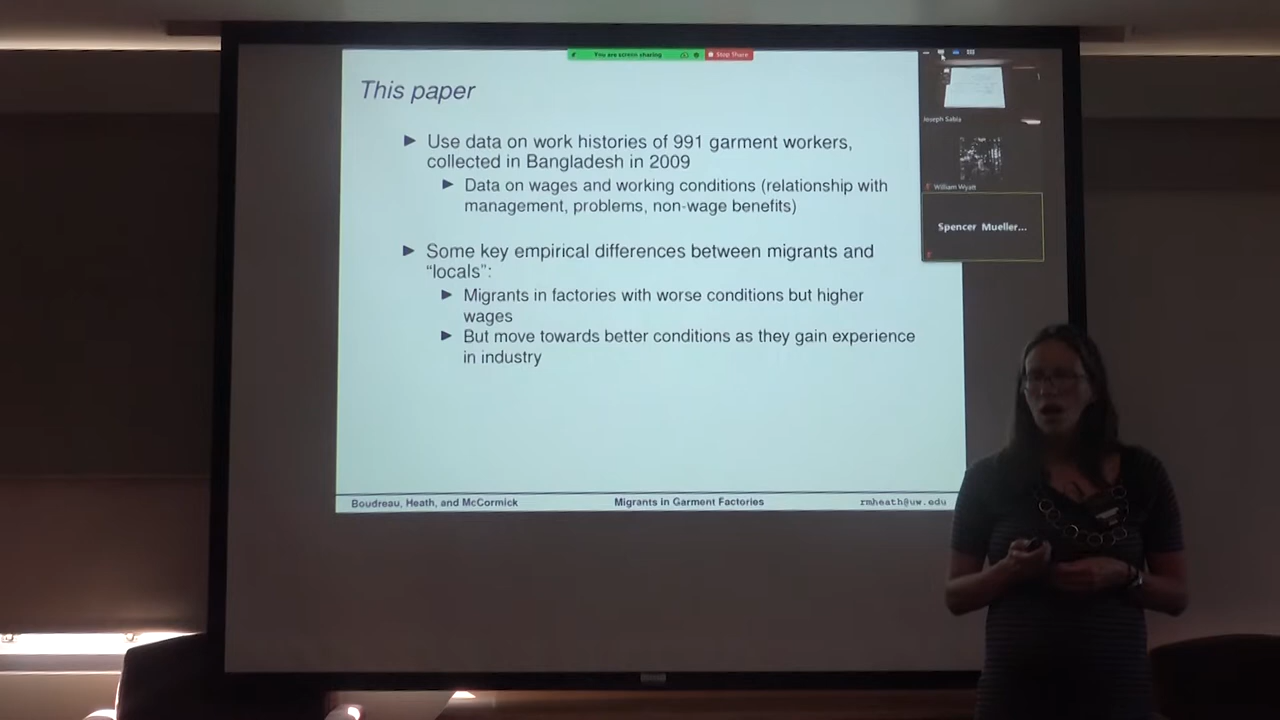 You are screen sharing
Stop Share
This paper
Use data on work histories of 991 garment workers,
collected in Bangladesh in 2009
Data on wages and working conditions (relationship with
management, problems, non-wage benefits)
Some key empirical differences between migrants and
“locals”:
Migrants in factories with worse conditions but higher
wages
But move towards better conditions as they gain experience
in industry
Boudreau, Heath, and McCormick
Migrants in Garment Factories
rmheath@uw.edu
Joseph Sabia
William Wyatt
Spencer Mueller...